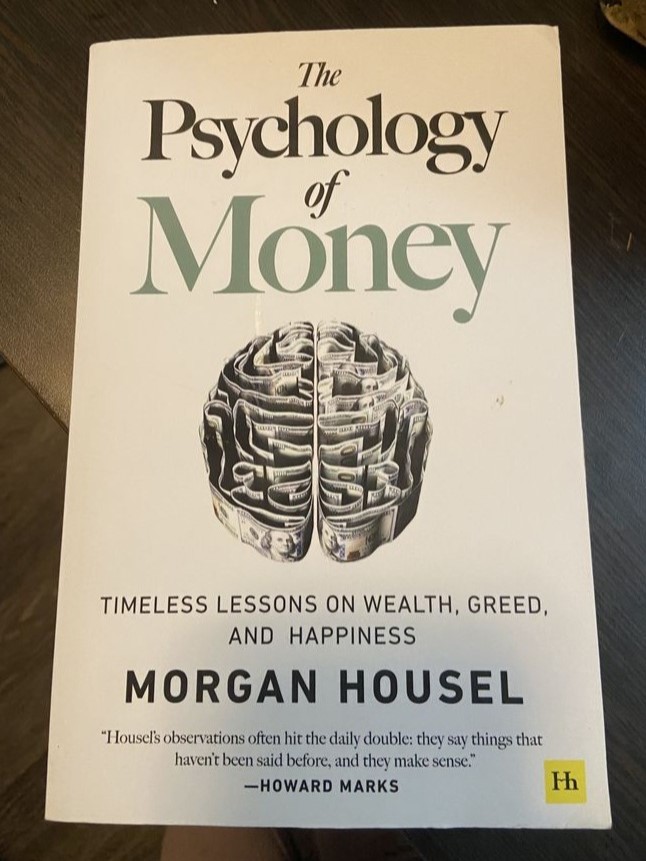 The
Psychology
of
Money
TIMELESS LESSONS ON WEALTH, GREED,
AND HAPPINESS
MORGAN HOUSEL
“Housel’s observations often hit the daily double: they say things that
haven’t been said before, and they make sense.”
—HOWARD MARKS
Hh